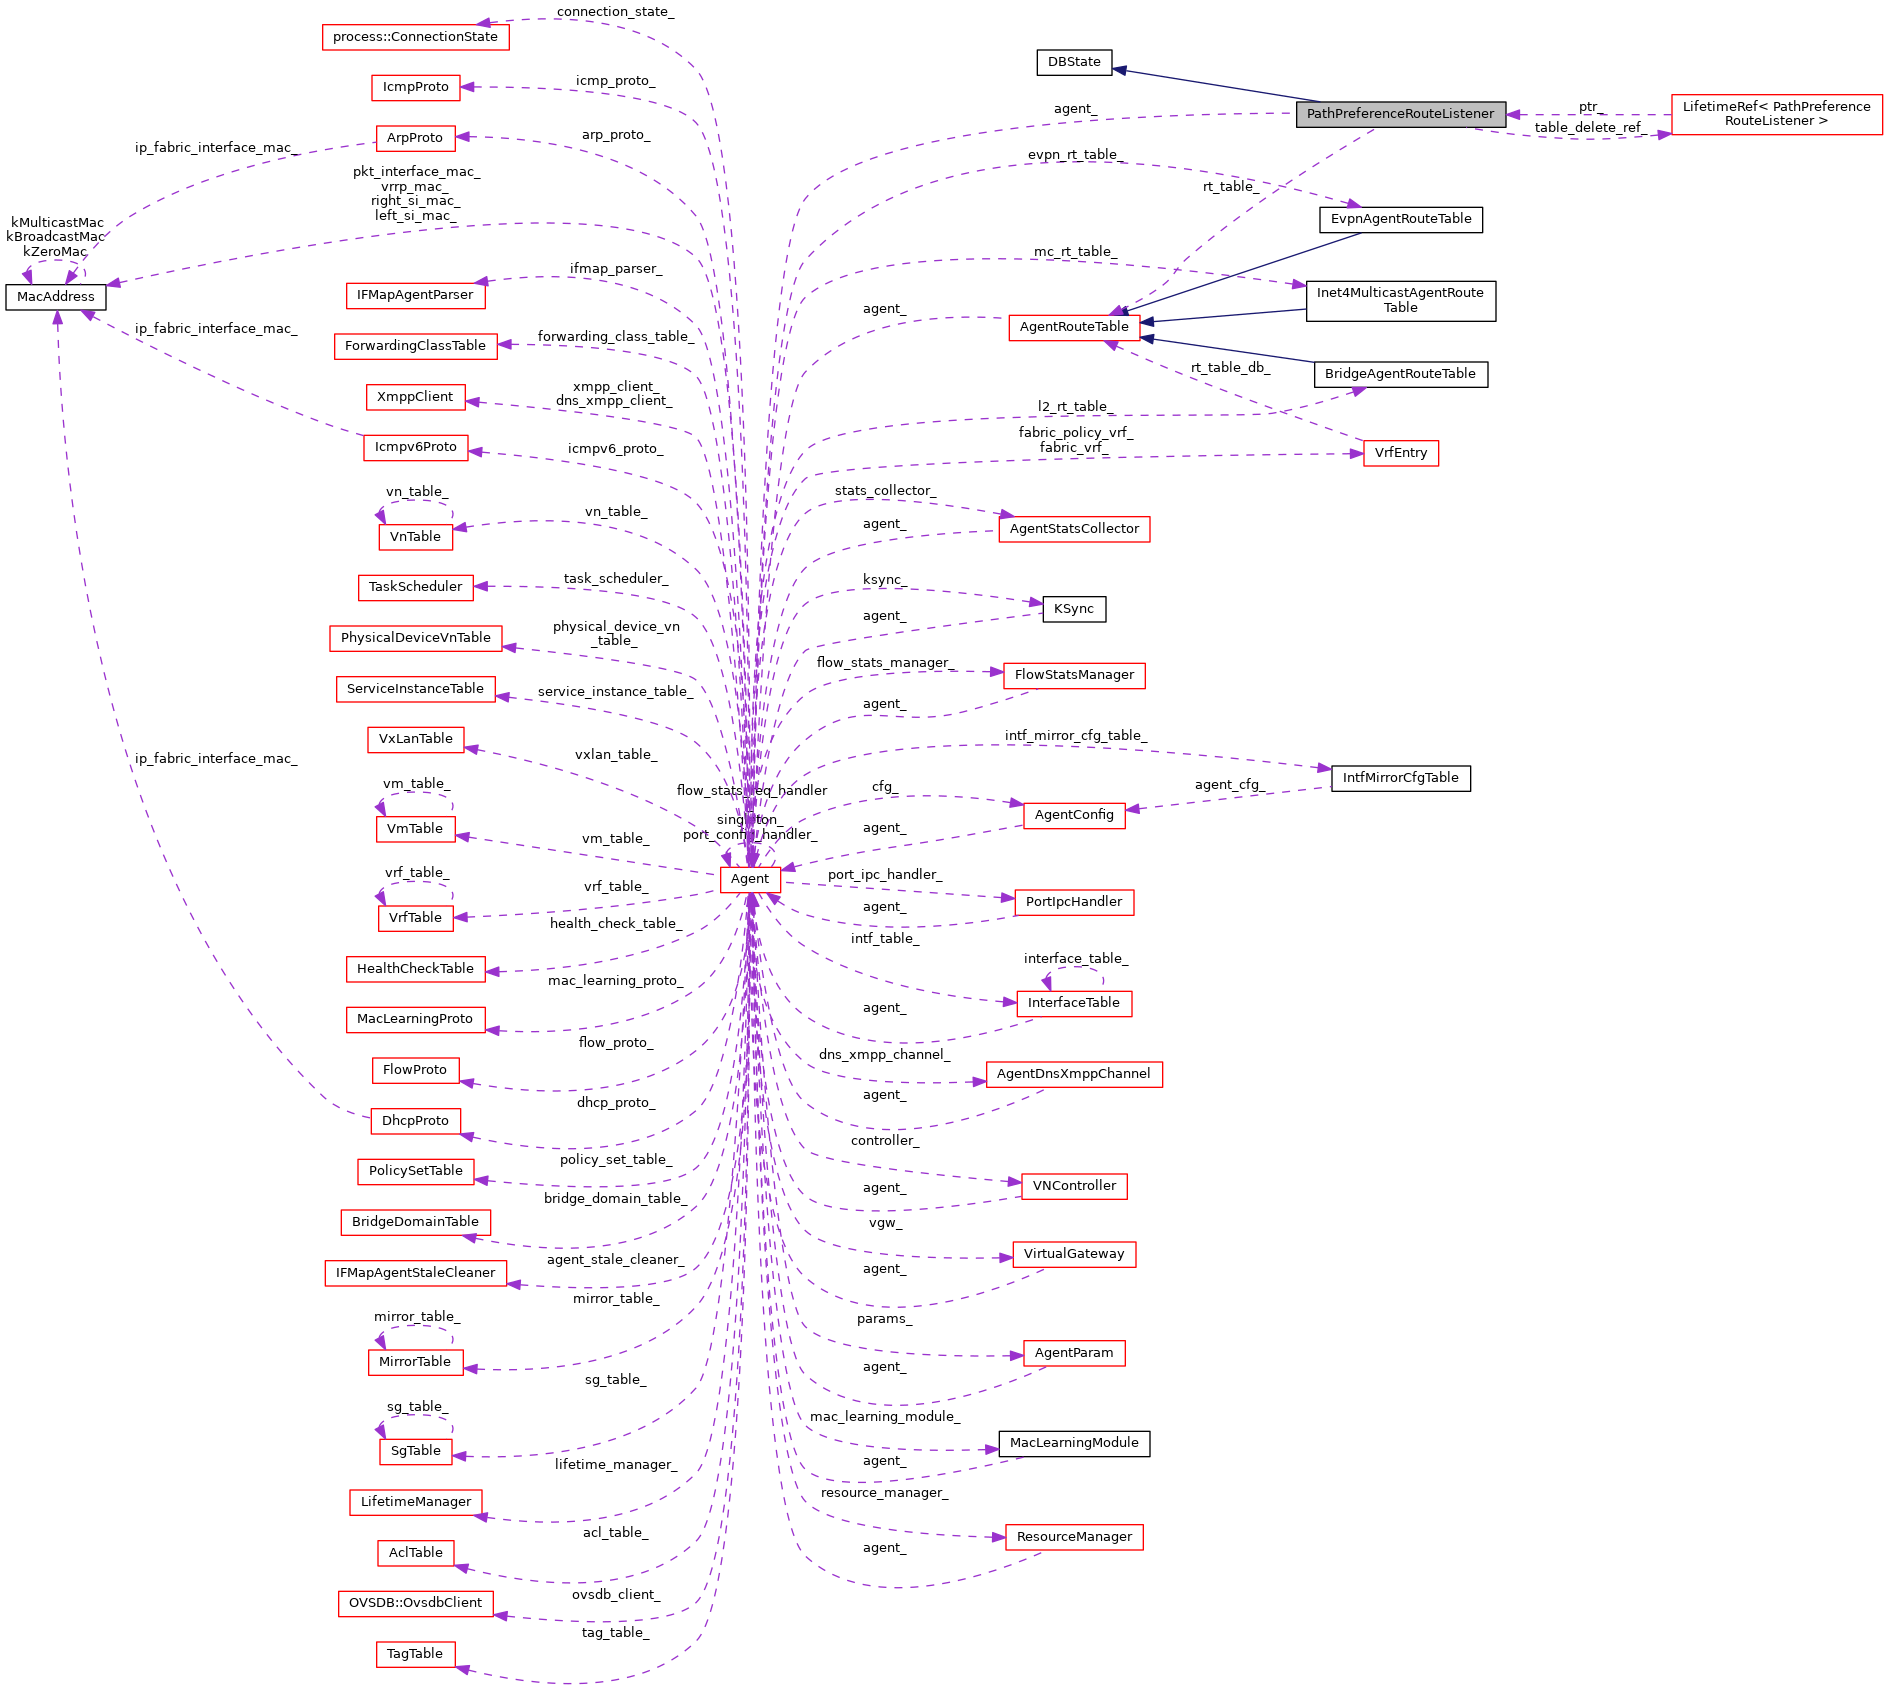 connection_state_
process::ConnectionState
DBState
icmp_proto_
IcmpProto
agent_
PathPreferenceRouteListener
ptr_
LifetimeRef< PathPreference
RouteListener >
table_delete_ref_
arp_proto_
ArpProto
ip_fabric_interface_mac_
evpn_rt_table_
pkt_interface_mac_
vrrp_mac_
right_si_mac_
left_si_mac_
rt_table_
EvpnAgentRouteTable
kMulticastMac
kBroadcastMac
kZeroMac
MacAddress
mc_rt_table_
ifmap_parser_
IFMapAgentParser
Inet4MulticastAgentRoute
Table
agent_
AgentRouteTable
ip_fabric_interface_mac_
forwarding_class_table_
ForwardingClassTable
rt_table_db_
BridgeAgentRouteTable
xmpp_client_
dns_xmpp_client_
XmppClient
l2_rt_table_
fabric_policy_vrf_
fabric_vrf_
VrfEntry
icmpv6_proto_
Icmpv6Proto
vn_table_
stats_collector_
vn_table_
VnTable
agent_
AgentStatsCollector
task_scheduler_
TaskScheduler
ksync_
KSync
agent_
physical_device_vn
_table_
PhysicalDeviceVnTable
flow_stats_manager_
FlowStatsManager
service_instance_table_
ServiceInstanceTable
agent_
vxlan_table_
VxLanTable
intf_mirror_cfg_table_
ip_fabric_interface_mac_
IntfMirrorCfgTable
agent_cfg_
vm_table_
cfg_
flow_stats_req_handler
_
singleton_
port_config_handler_
AgentConfig
agent_
VmTable
vm_table_
Agent
port_ipc_handler_
PortIpcHandler
agent_
vrf_table_
vrf_table_
VrfTable
health_check_table_
intf_table_
HealthCheckTable
interface_table_
InterfaceTable
mac_learning_proto_
MacLearningProto
agent_
flow_proto_
FlowProto
dns_xmpp_channel_
AgentDnsXmppChannel
agent_
dhcp_proto_
DhcpProto
controller_
policy_set_table_
PolicySetTable
VNController
agent_
bridge_domain_table_
BridgeDomainTable
vgw_
VirtualGateway
agent_stale_cleaner_
IFMapAgentStaleCleaner
agent_
mirror_table_
mirror_table_
MirrorTable
params_
AgentParam
agent_
sg_table_
sg_table_
SgTable
mac_learning_module_
MacLearningModule
agent_
lifetime_manager_
LifetimeManager
resource_manager_
ResourceManager
agent_
acl_table_
AclTable
ovsdb_client_
OVSDB::OvsdbClient
tag_table_
TagTable